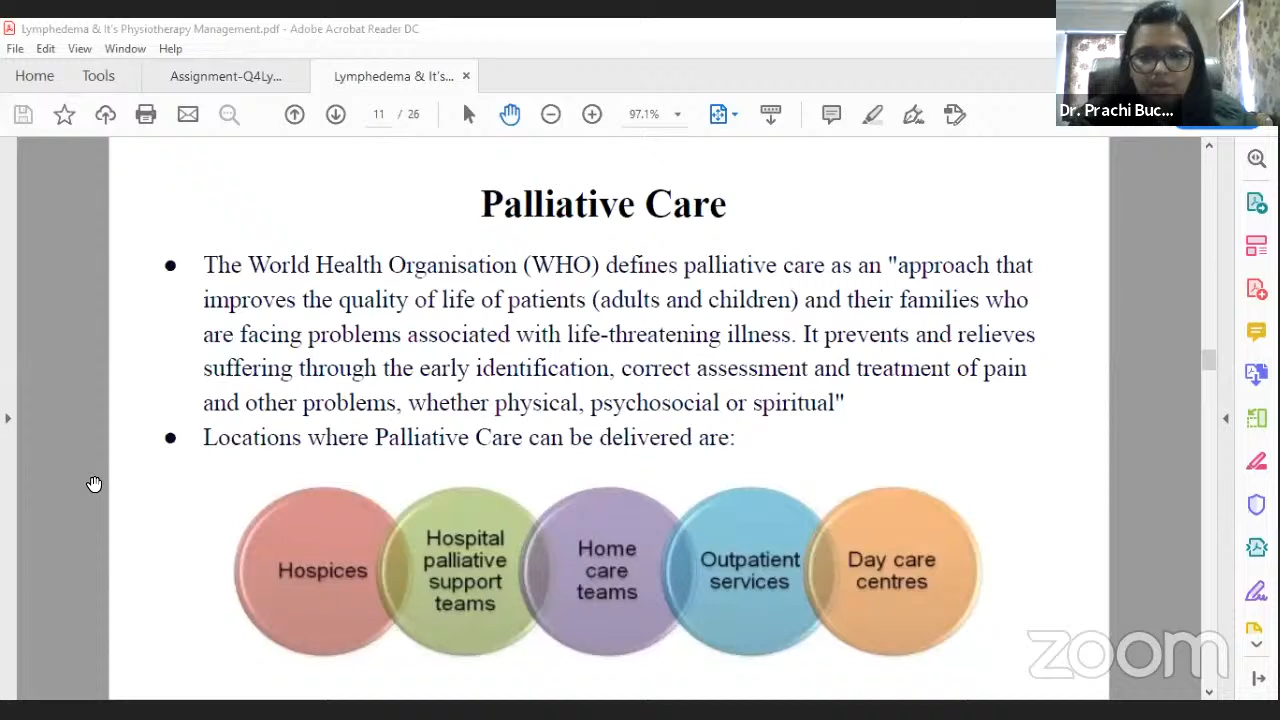 Lymphedema & It's Physiotherapy Management.pdf - Adobe Acrobat Reader DC
File Edit View Window Help
Home Tools Assignment-Q4Ly... Lymphedema & It's... ×
11 / 26 97.1%
Dr. Prachi Buc...
Palliative Care
● The World Health Organisation (WHO) defines palliative care as an "approach that
improves the quality of life of patients (adults and children) and their families who
are facing problems associated with life-threatening illness. It prevents and relieves
suffering through the early identification, correct assessment and treatment of pain
and other problems, whether physical, psychosocial or spiritual"
● Locations where Palliative Care can be delivered are:
Hospices
Hospital
palliative
support
teams
Home
care
teams
Outpatient
services
Day care
centres
zoom